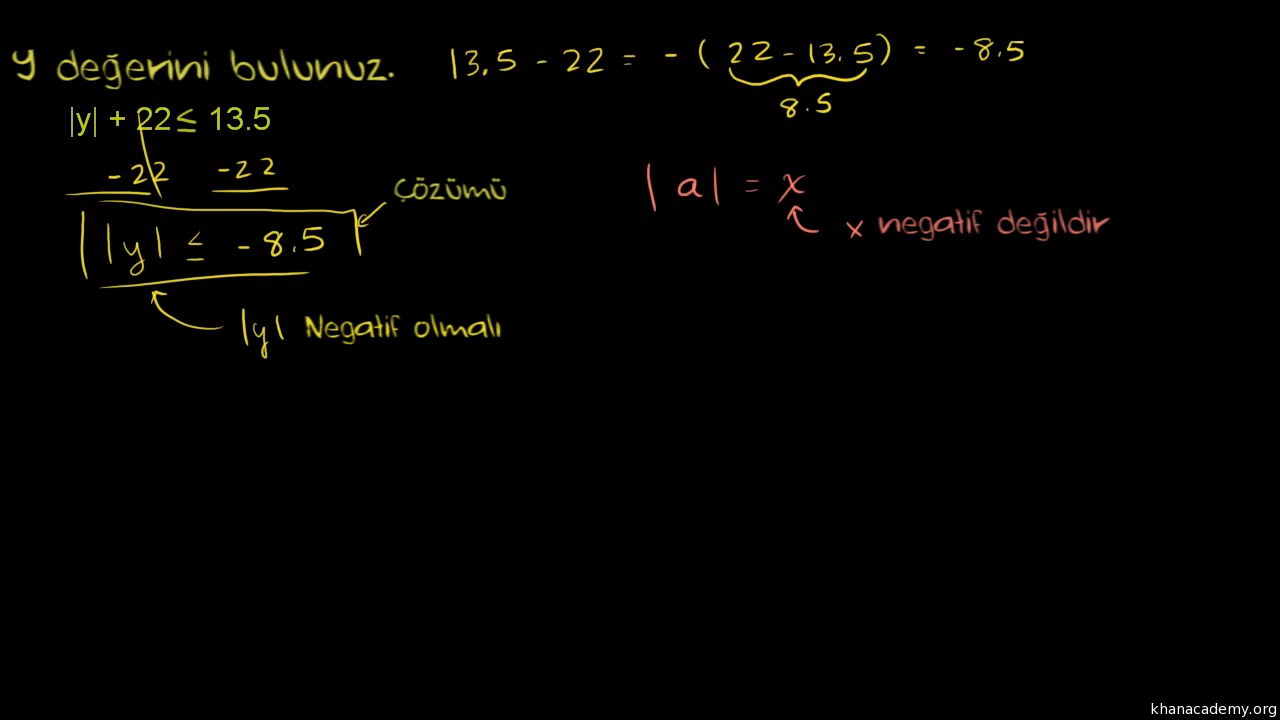 y değerini bulunuz.
|y| + 22 ≤ 13.5
-22 -22
|y| ≤ -8.5
Çözümü
|y| Negatif olmalı
13.5 - 22 = - ( 22 - 13.5 ) = -8.5
8.5
|a| = x
x negatif değildir
khanacademy.org